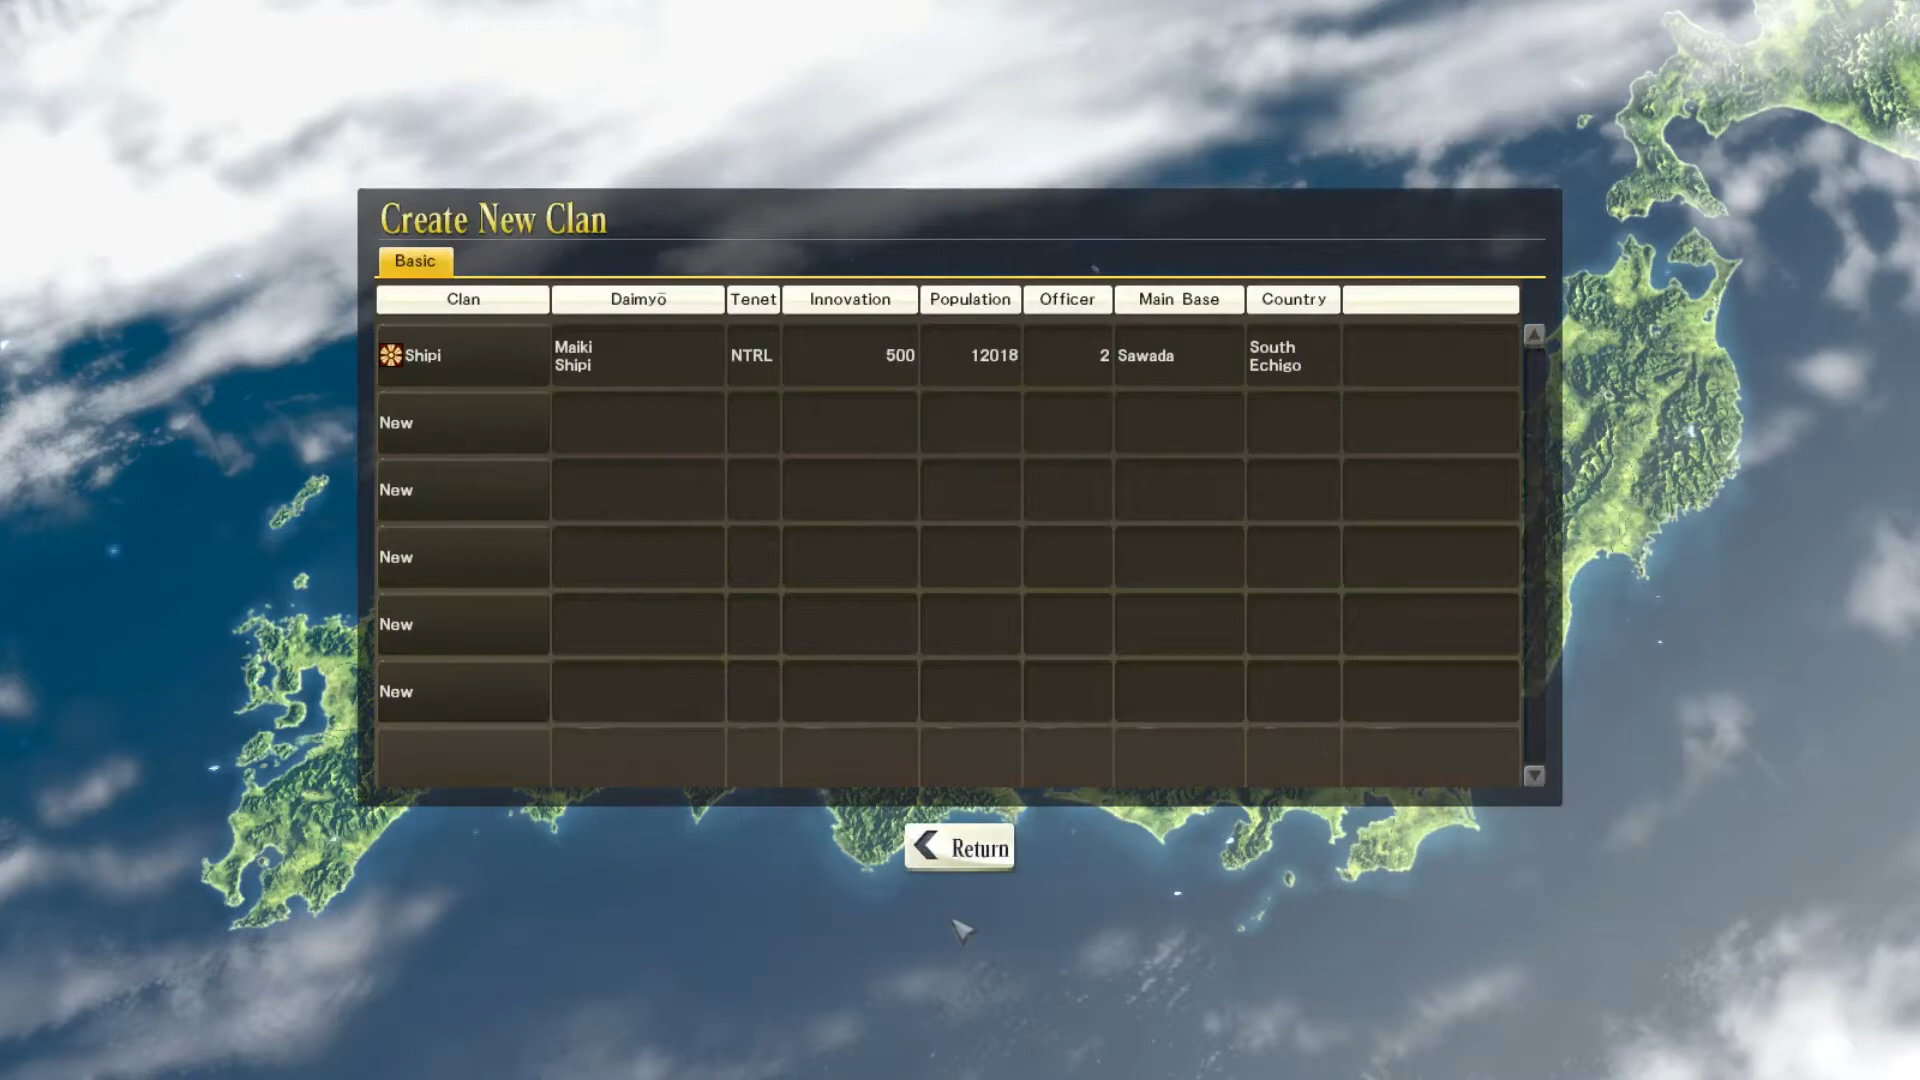 Create New Clan
Basic
Clan Daimyō Tenet Innovation Population Officer Main Base Country
Shipi Maiki Shipi NTRL 500 12018 2 Sawada South Echigo
New
New
New
New
New
Return